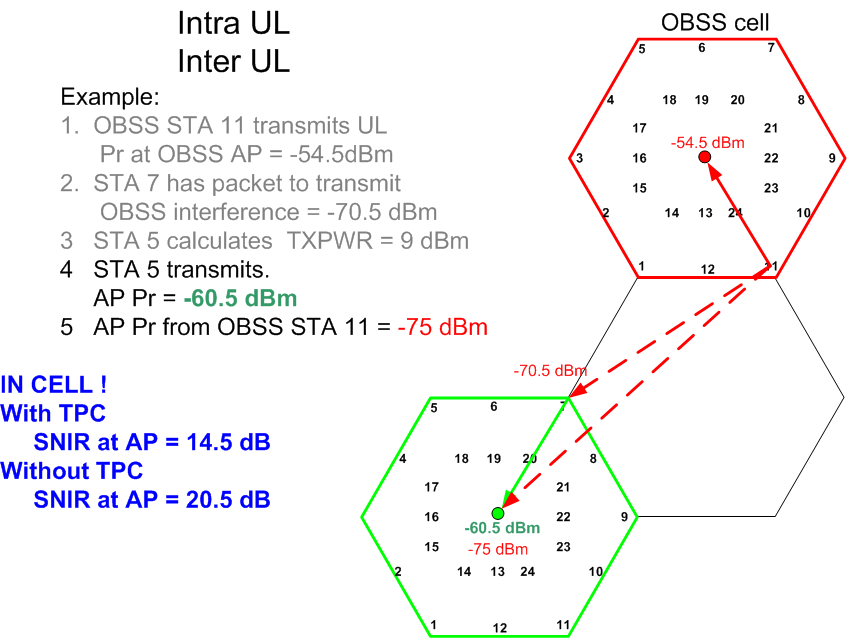 Intra UL
Inter UL
Example:
1. OBSS STA 11 transmits UL
Pr at OBSS AP = -54.5dBm
2. STA 7 has packet to transmit
OBSS interference = -70.5 dBm
3 STA 5 calculates TXPWR = 9 dBm
4 STA 5 transmits.
AP Pr = -60.5 dBm
5 AP Pr from OBSS STA 11 = -75 dBm
IN CELL !
With TPC
SNIR at AP = 14.5 dB
Without TPC
SNIR at AP = 20.5 dB
OBSS cell
5 6 7
4 18 19 20 8
17 21
-54.5 dBm
3 16 22 9
15 23
2 14 13 24 10
1 12 11
-70.5 dBm
5 6 7
4 18 19 20 8
17 21
16 22 9
-60.5 dBm
15 -75 dBm 23
2 14 13 24 10
1 12 11